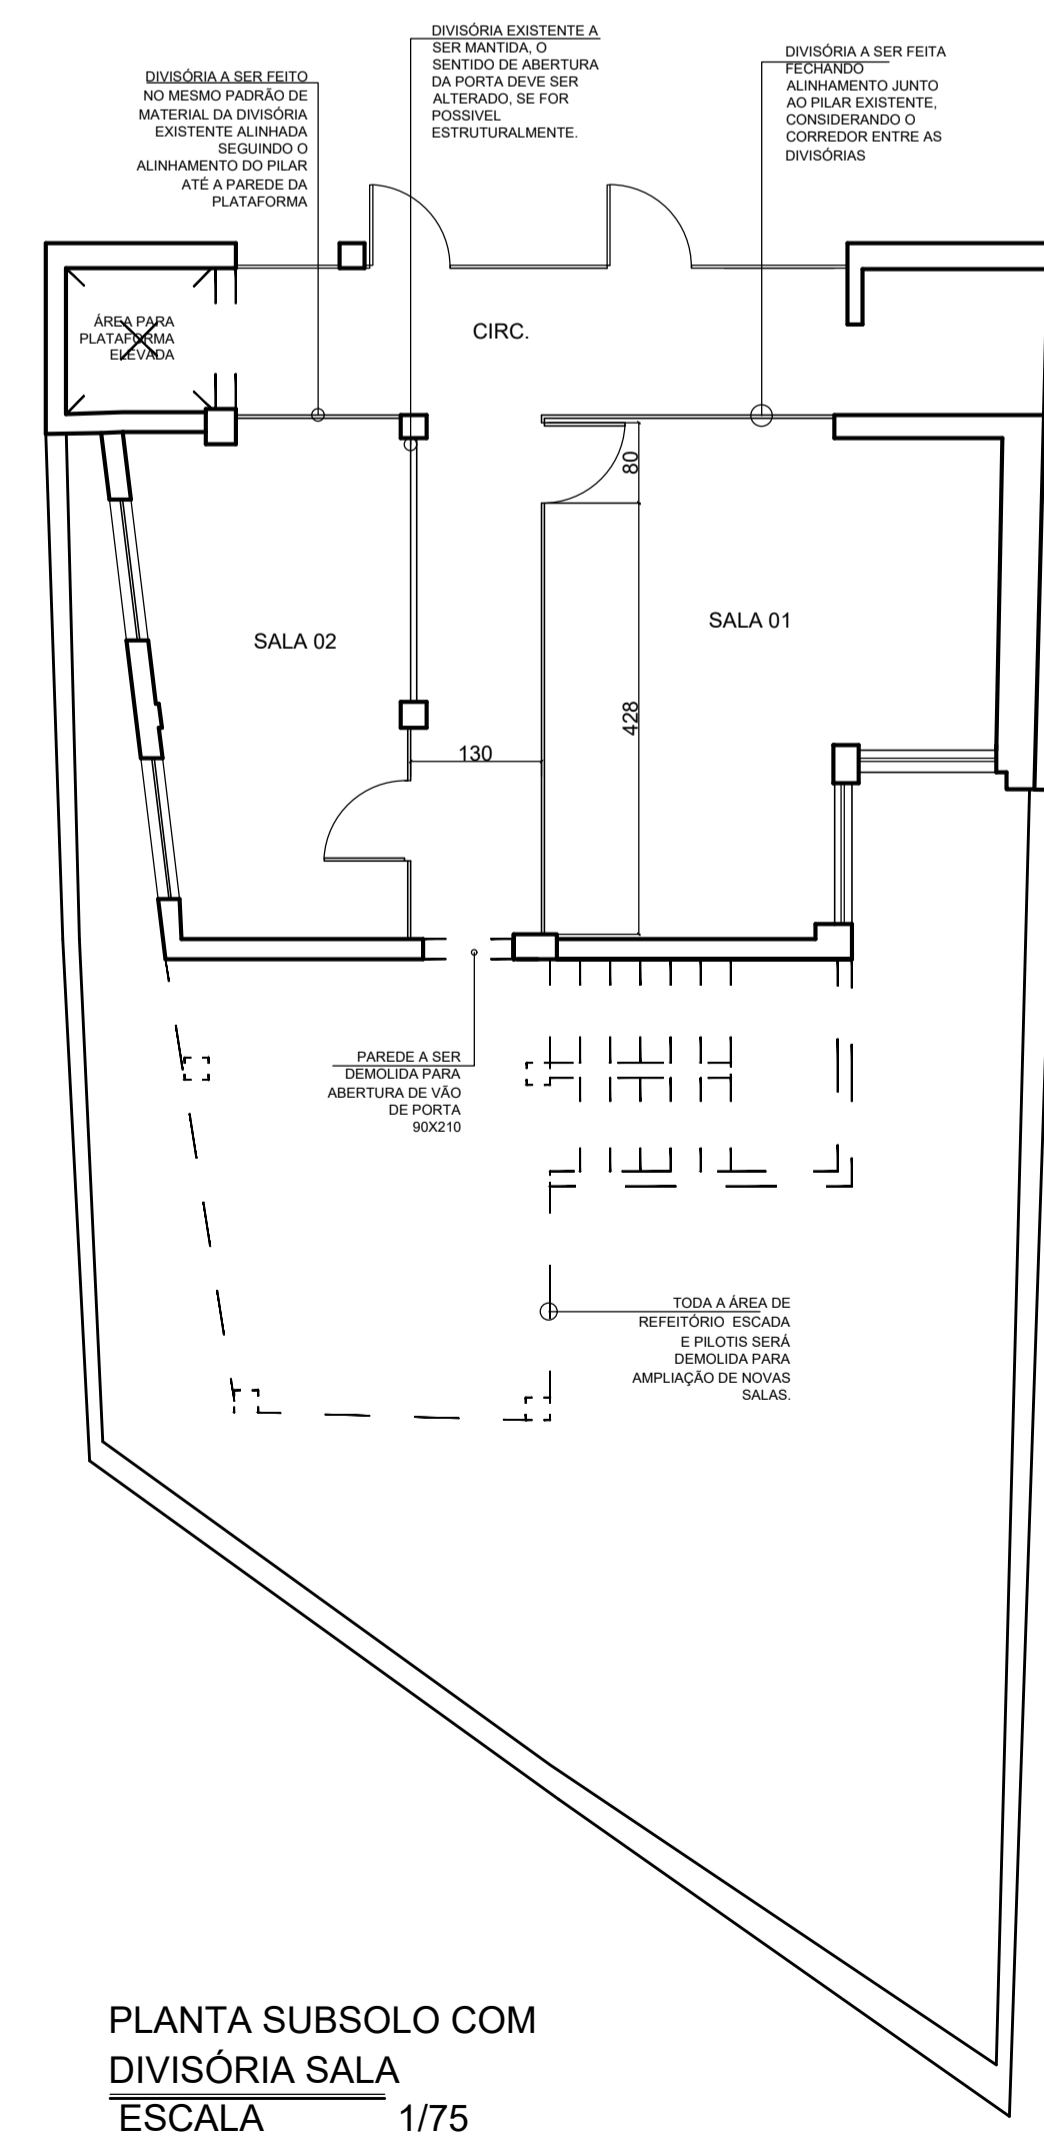 DIVISÓRIA EXISTENTE A
SER MANTIDA, O
SENTIDO DE ABERTURA
DA PORTA DEVE SER
ALTERADO, SE FOR
POSSIVEL
ESTRUTURALMENTE.
DIVISÓRIA A SER FEITA
FECHANDO
ALINHAMENTO JUNTO
AO PILAR EXISTENTE,
CONSIDERANDO O
CORREDOR ENTRE AS
DIVISÓRIAS
DIVISÓRIA A SER FEITO
NO MESMO PADRÃO DE
MATERIAL DA DIVISÓRIA
EXISTENTE ALINHADA
SEGUINDO O
ALINHAMENTO DO PILAR
ATÉ A PAREDE DA
PLATAFORMA
ÁREA PARA
PLATAFORMA
ELEVADA
CIRC.
80
SALA 01
SALA 02
428
130
PAREDE A SER
DEMOLIDA PARA
ABERTURA DE VÃO
DE PORTA
90X210
TODA A ÁREA DE
REFEITÓRIO ESCADA
E PILOTIS SERÁ
DEMOLIDA PARA
AMPLIAÇÃO DE NOVAS
SALAS.
PLANTA SUBSOLO COM
DIVISÓRIA SALA
ESCALA 1/75